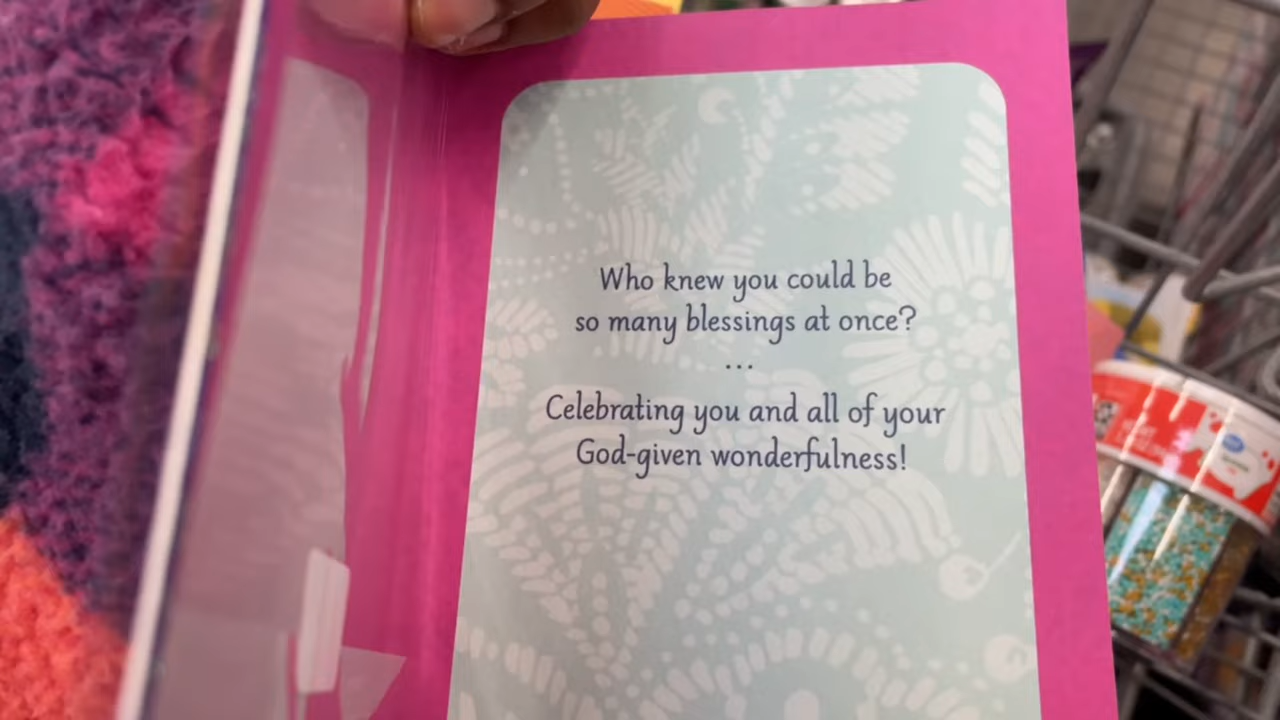 Who knew you could be
so many blessings at once?
...
Celebrating you and all of your
God-given wonderfulness!